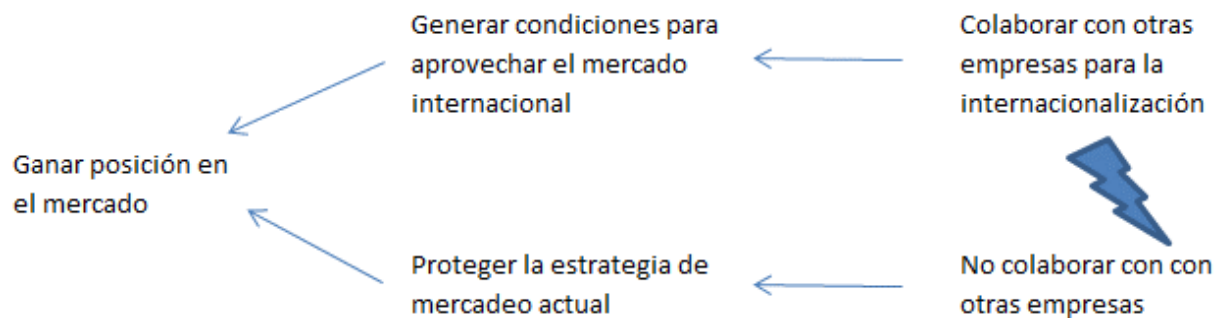 Generar condiciones para
aprovechar el mercado
internacional
Colaborar con otras
empresas para la
internacionalización
Ganar posición en
el mercado
Proteger la estrategia de
mercadeo actual
No colaborar con con
otras empresas